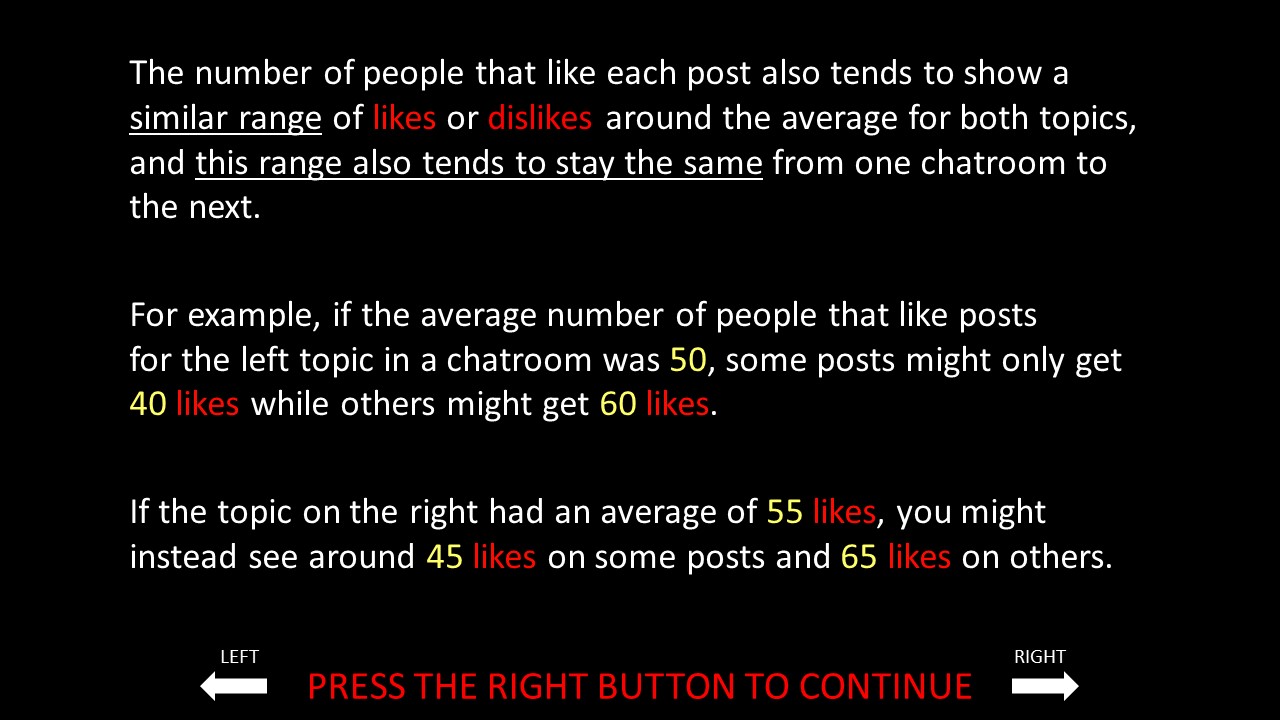 The number of people that like each post also tends to show a
similar range of likes or dislikes around the average for both topics,
and this range also tends to stay the same from one chatroom to
the next.
For example, if the average number of people that like posts
for the left topic in a chatroom was 50, some posts might only get
40 likes while others might get 60 likes.
If the topic on the right had an average of 55 likes, you might
instead see around 45 likes on some posts and 65 likes on others.
LEFT
PRESS THE RIGHT BUTTON TO CONTINUE
RIGHT